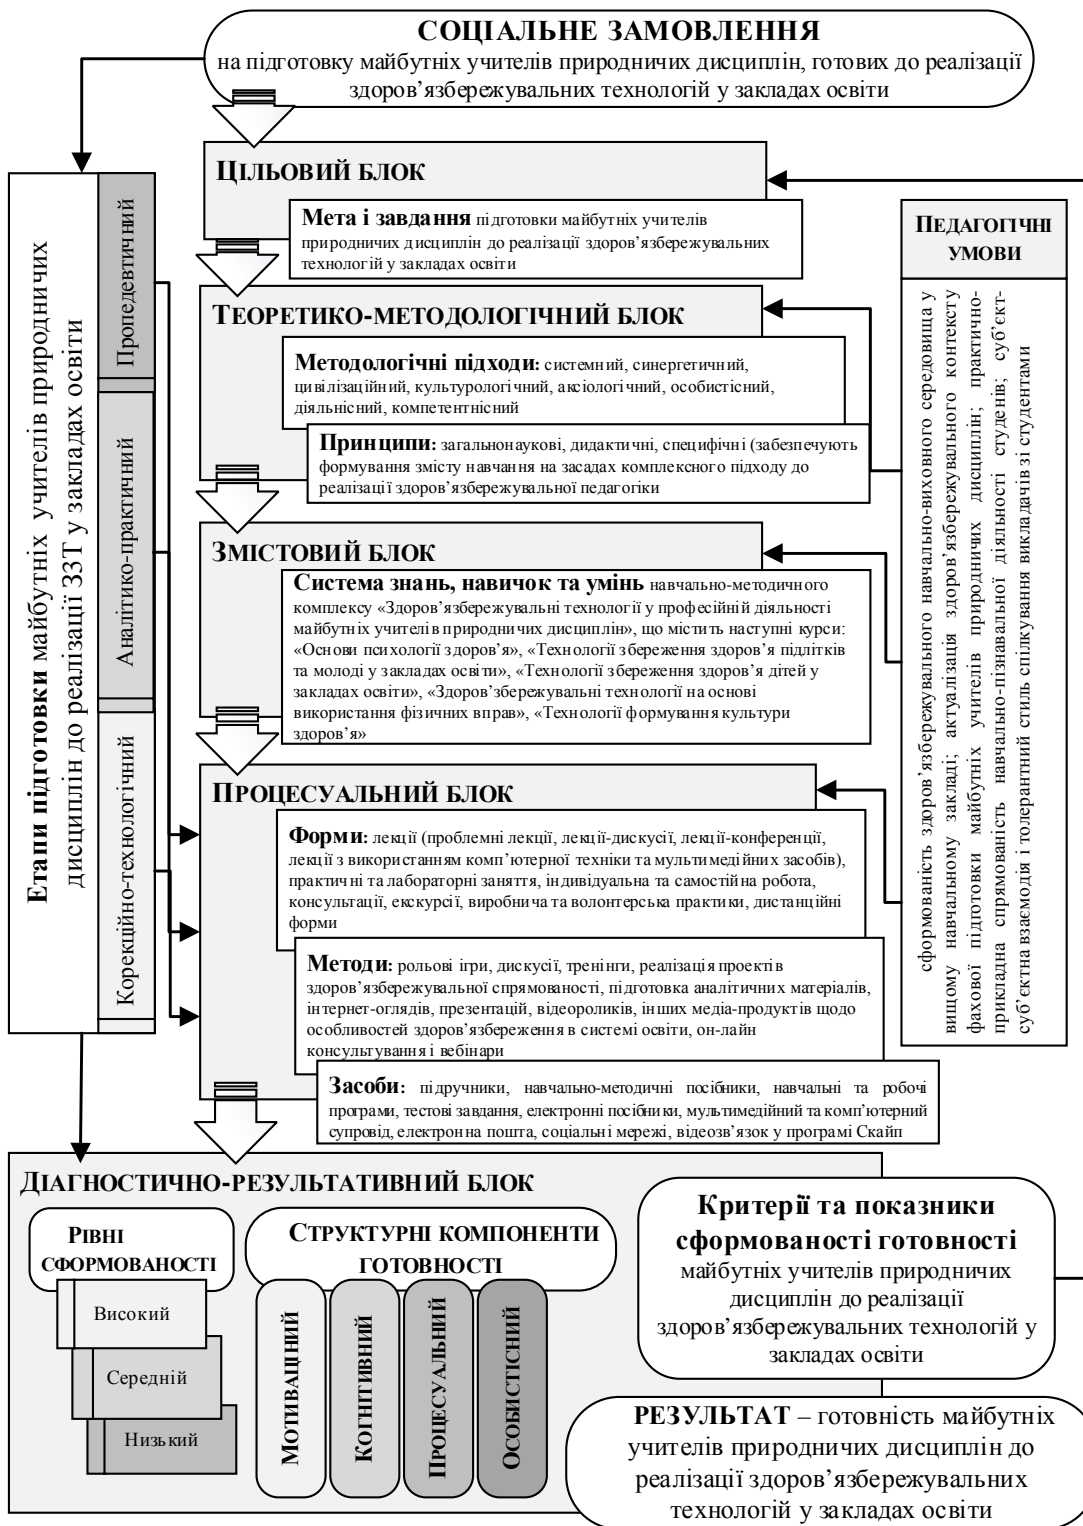 СОЦІАЛЬНЕ ЗАМОВЛЕННЯ
на підготовку майбутніх учителів природничих дисциплін, готових до реалізації
здоров’язбережувальних технологій у закладах освіти
ЦІЛЬОВИЙ БЛОК
Мета і завдання підготовки майбутніх учителів
природничих дисциплін до реалізації здоров’язбережувальних
технологій у закладах освіти
ТЕОРЕТИКО-МЕТОДОЛОГІЧНИЙ БЛОК
Методологічні підходи: системний, синергетичний,
цивілізаційний, культурологічний, аксіологічний, особистісний,
діяльнісний, компетентнісний
Принципи: загальнонаукові, дидактичні, специфічні (забезпечують
формування змісту навчання на засадах комплексного підходу до
реалізації здоров’язбережувальної педагогіки
ЗМІСТОВИЙ БЛОК
Система знань, навичок та умінь навчально-методичного
комплексу «Здоров’язбережувальні технології у професійній діяльності
майбутніх учителів природничих дисциплін», що містить наступні курси:
«Основи психології здоров’я», «Технології збереження здоров’я підлітків
та молоді у закладах освіти», «Технології збереження здоров’я дітей у
закладах освіти», «Здоров’збережувальні технології на основі
використання фізичних вправ», «Технології формування культури
здоров’я»
ПРОЦЕСУАЛЬНИЙ БЛОК
Форми: лекції (проблемні лекції, лекції-дискусії, лекції-конференції,
лекції з використанням комп’ютерної техніки та мультимедійних засобів),
практичні та лабораторні заняття, індивідуальна та самостійна робота,
консультації, екскурсії, виробнича та волонтерська практики, дистанційні
форми
Методи: рольові ігри, дискусії, тренінги, реалізація проектів
здоров’язбережувальної спрямованості, підготовка аналітичних матеріалів,
інтернет-оглядів, презентацій, відеороликів, інших медіа-продуктів щодо
особливостей здоров’язбереження в системі освіти, он-лайн
консультування і вебінари
Засоби: підручники, навчально-методичні посібники, навчальні та робочі
програми, тестові завдання, електронні посібники, мультимедійний та комп’ютерний
супровід, електронна пошта, соціальні мережі, відеозв’язок у програмі Скайп
Етапи підготовки майбутніх учителів природничих
дисциплін до реалізації ЗЗТ у закладах освіти
Пропедевтичний
Аналітико-практичний
Корекційно-технологічний
ПЕДАГОГІЧНІ
УМОВИ
сформованість здоров’язбережувального навчально-виховного середовища у
вищому навчальному закладі; актуалізація здоров’язбережувального контексту
фахової підготовки майбутніх учителів природничих дисциплін; практично-
прикладна спрямованість навчально-пізнавальної діяльності студенів; суб’єкт-
суб’єктна взаємодія і толерантний стиль спілкування викладачів зі студентами
ДІАГНОСТИЧНО-РЕЗУЛЬТАТИВНИЙ БЛОК
РІВНІ
СФОРМОВАНОСТІ
Високий
Середній
Низький
СТРУКТУРНІ КОМПОНЕНТИ
ГОТОВНОСТІ
МОТИВАЦІНИЙ
КОГНІТИВНИЙ
ПРОЦЕСУАЛЬНИЙ
ОСОБИСТІСНИЙ
Критерії та показники
сформованості готовності
майбутніх учителів природничих
дисциплін до реалізації
здоров’язбережувальних технологій у
закладах освіти
РЕЗУЛЬТАТ – готовність майбутніх
учителів природничих дисциплін до
реалізації здоров’язбережувальних
технологій у закладах освіти